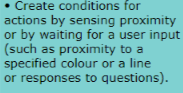 • Create conditions for
actions by sensing proximity
or by waiting for a user input
(such as proximity to a
specified colour or a line
or responses to questions).